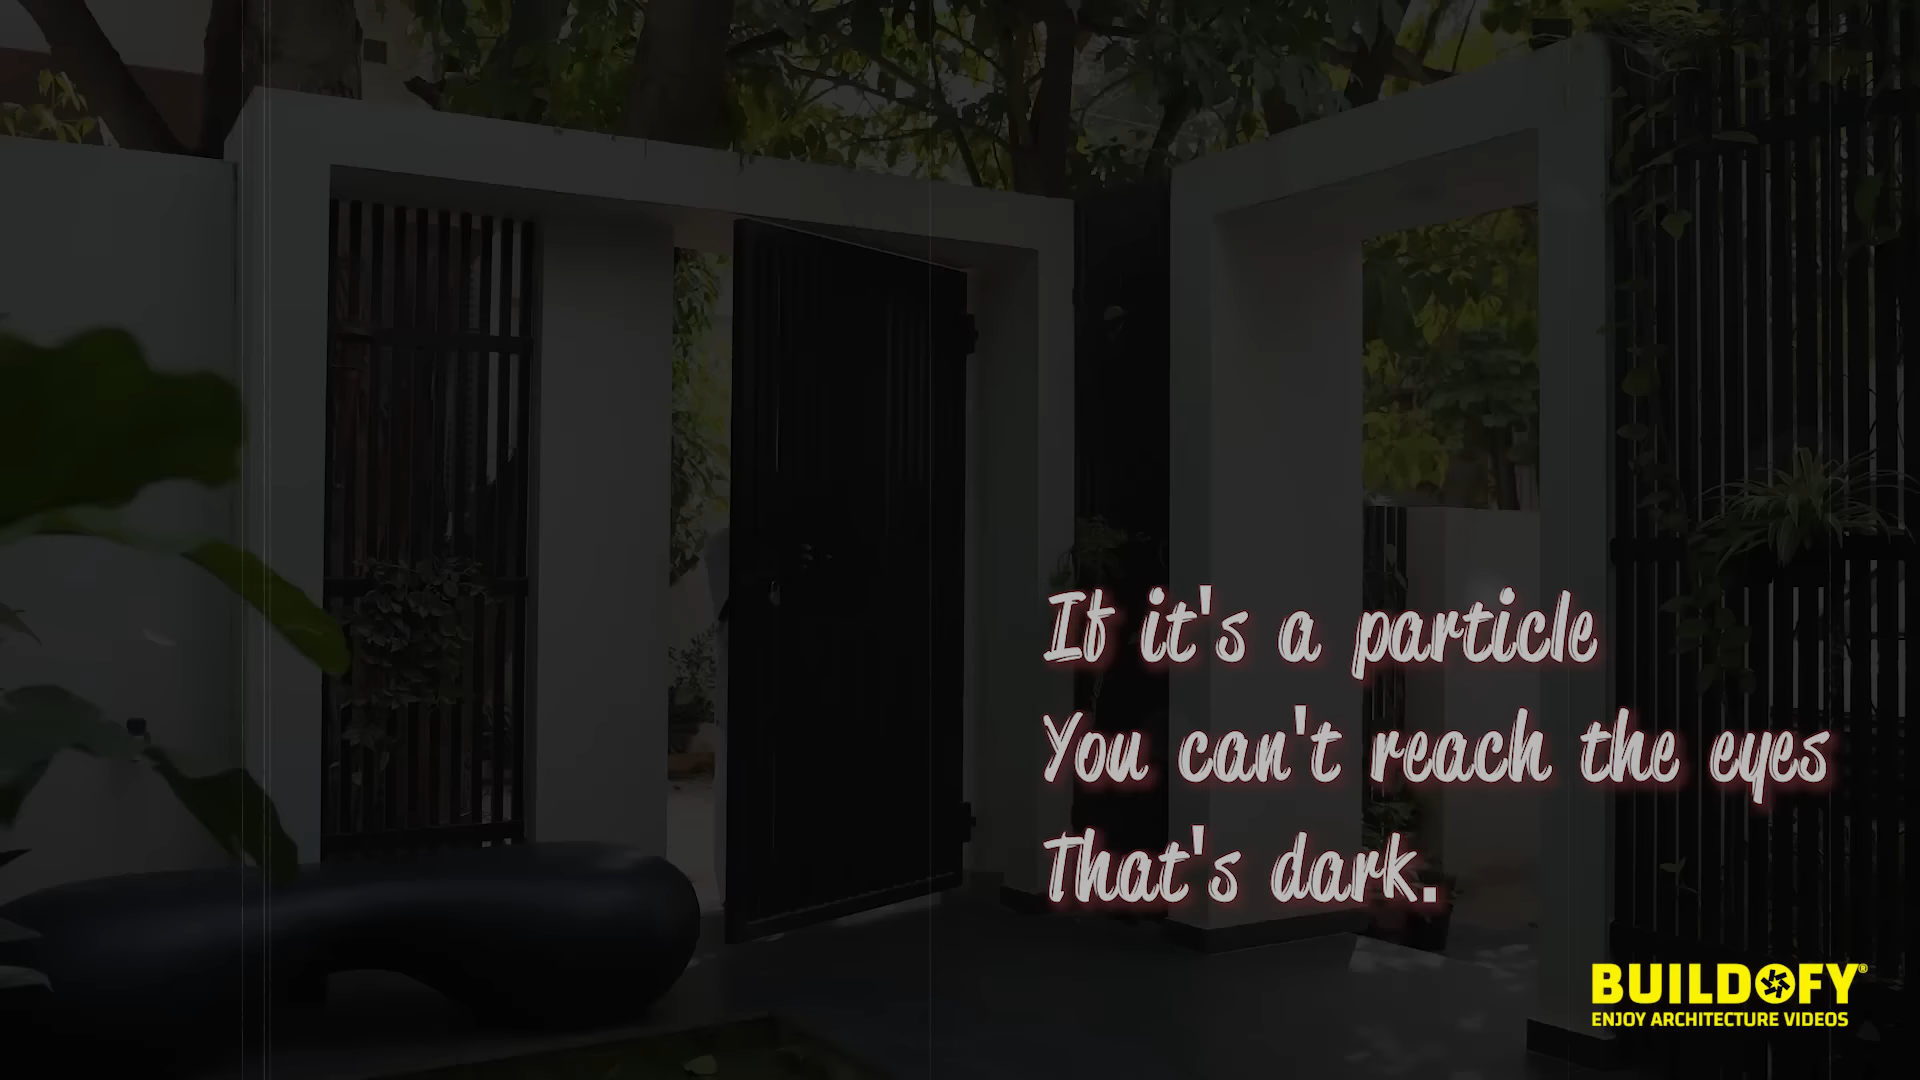 If it's a particle
You can't reach the eyes
That's dark.
BUILDOFY®
ENJOY ARCHITECTURE VIDEOS